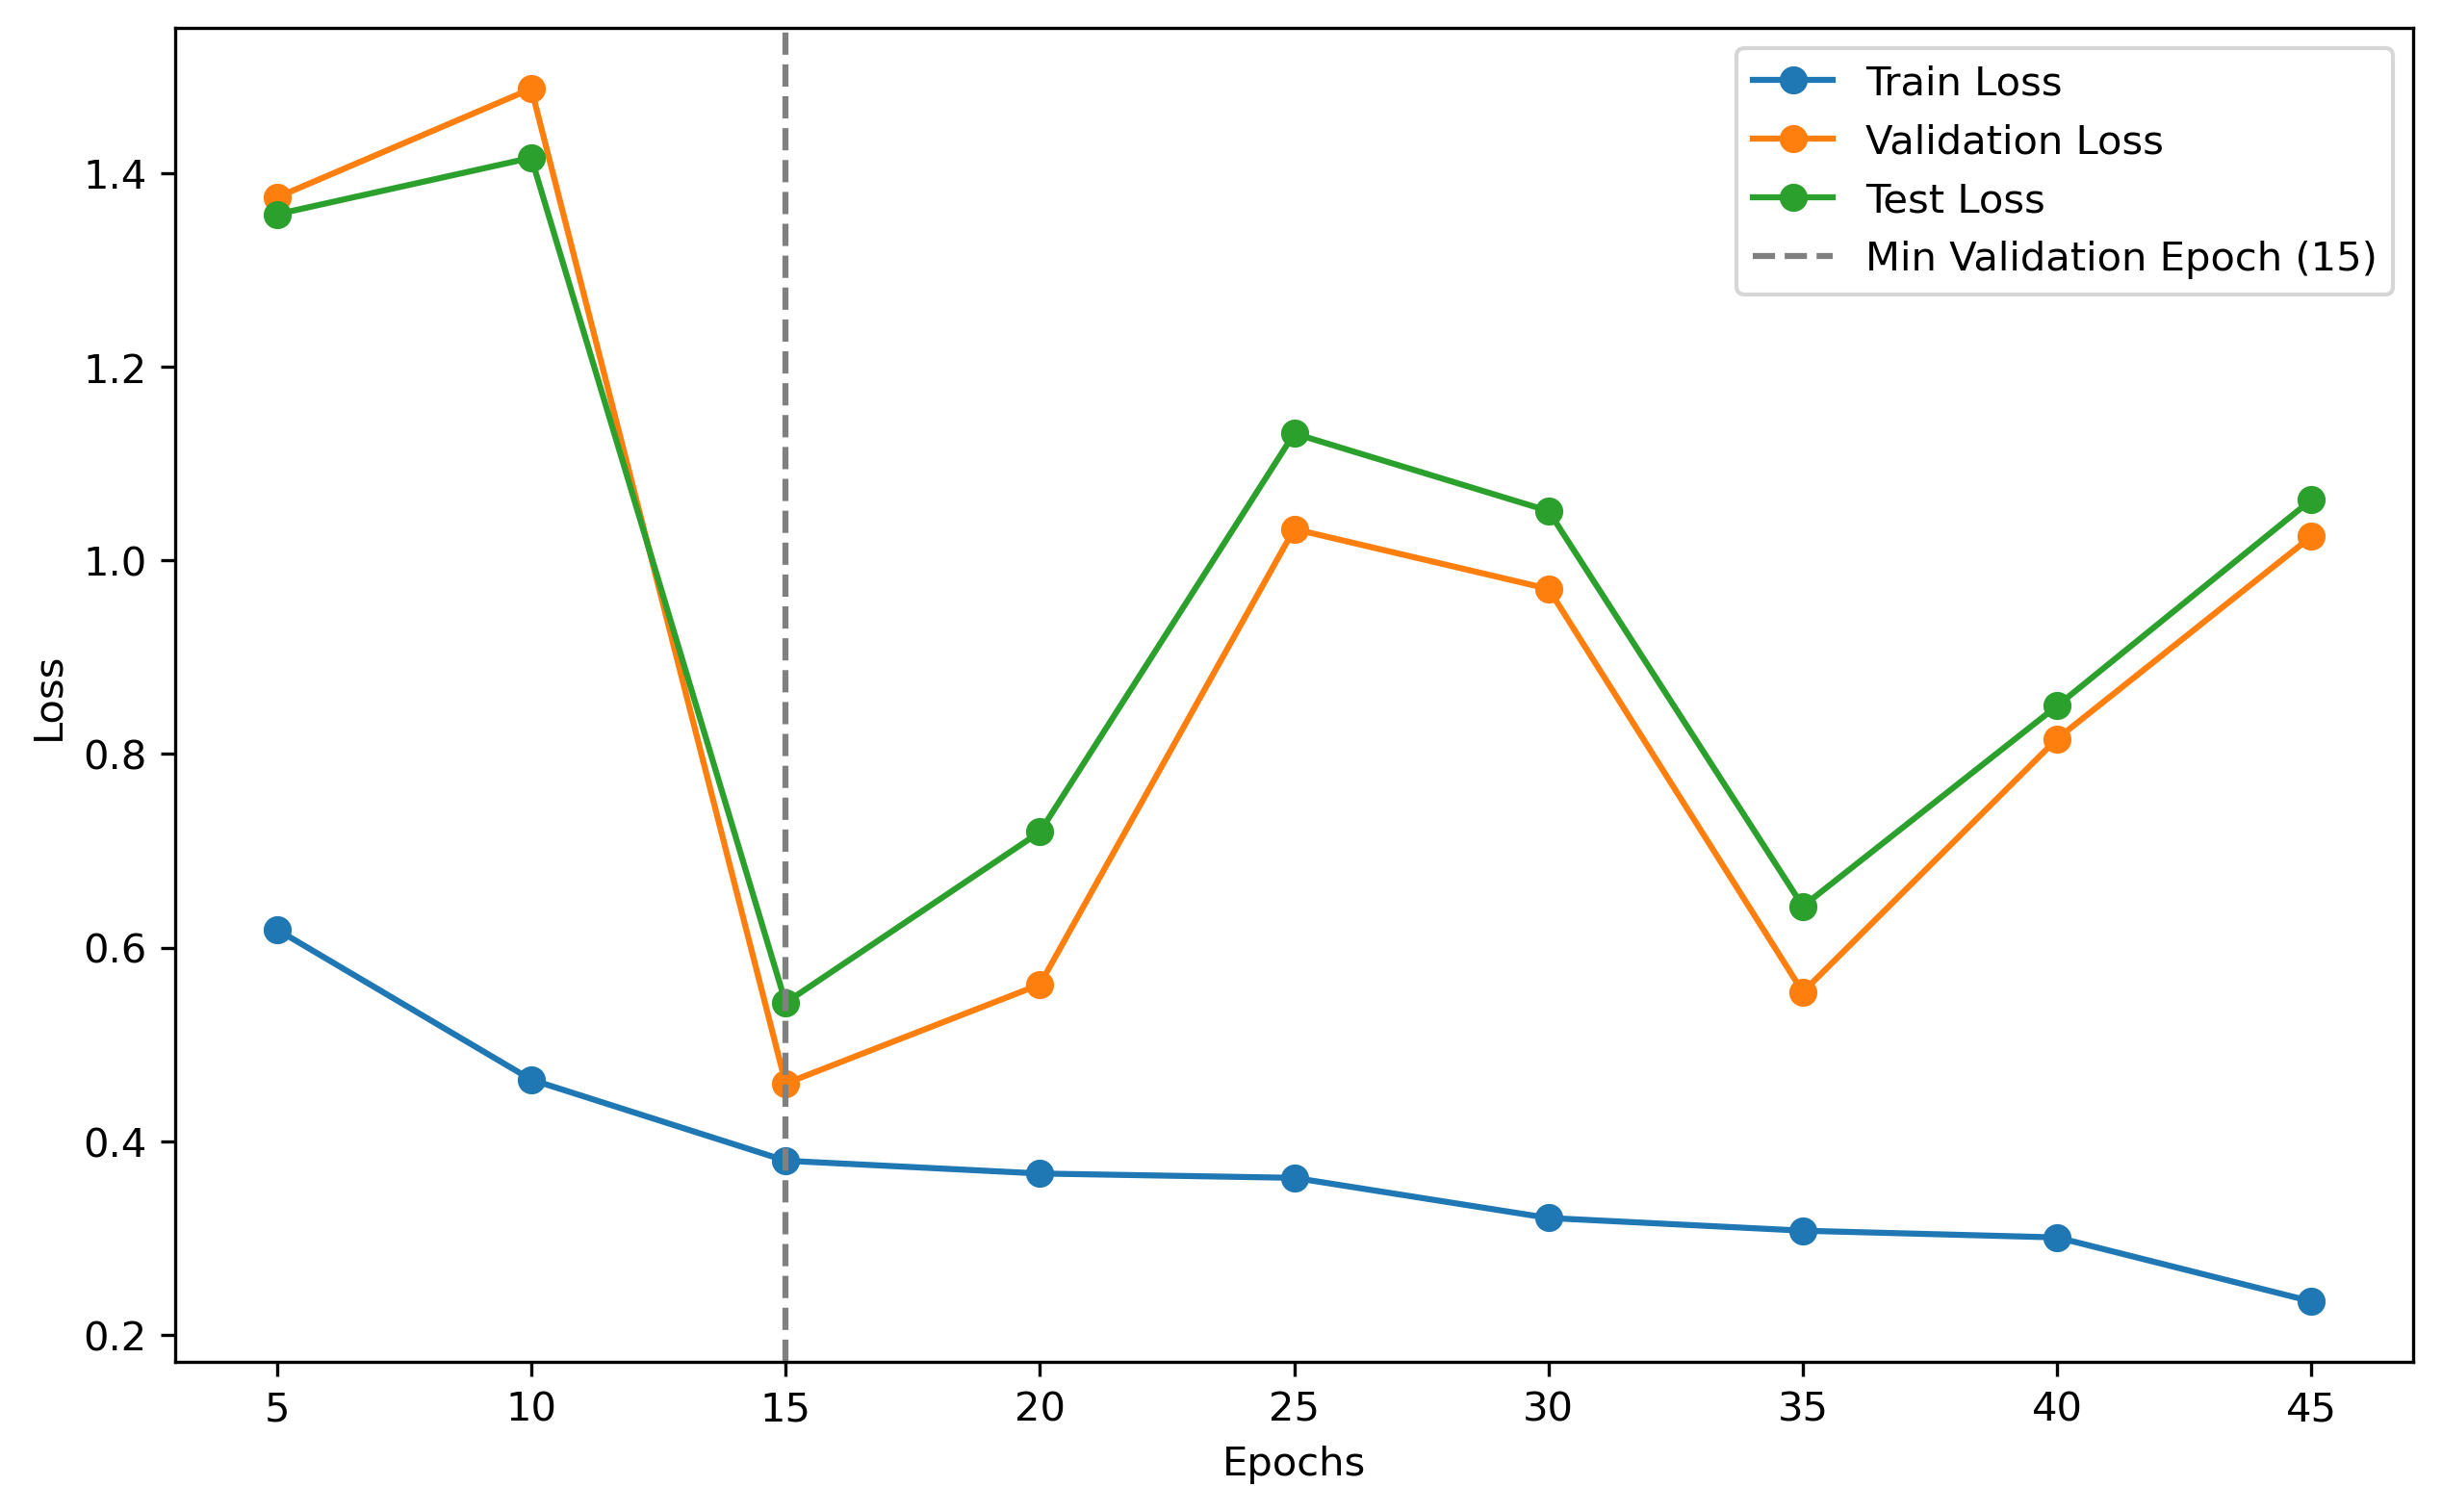 Train Loss
Validation Loss
Test Loss
Min Validation Epoch (15)
1.4
1.2
1.0
0.8
0.6
0.4
0.2
Loss
5 10 15 20 25 30 35 40 45
Epochs